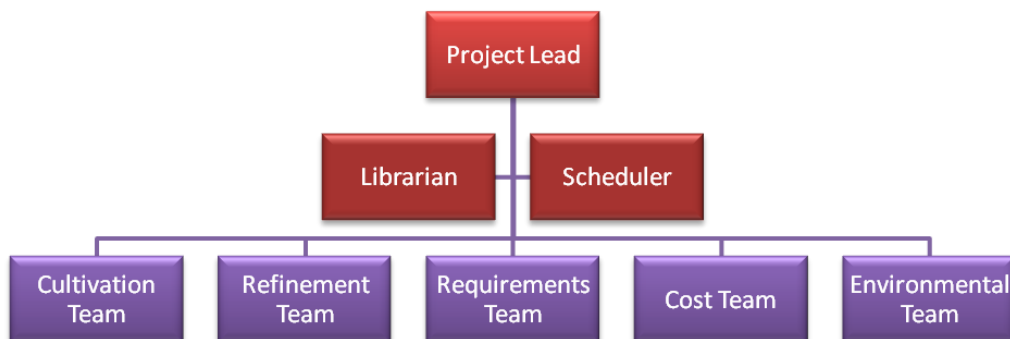 Project Lead
Librarian
Scheduler
Cultivation
Team
Refinement
Team
Requirements
Team
Cost Team
Environmental
Team